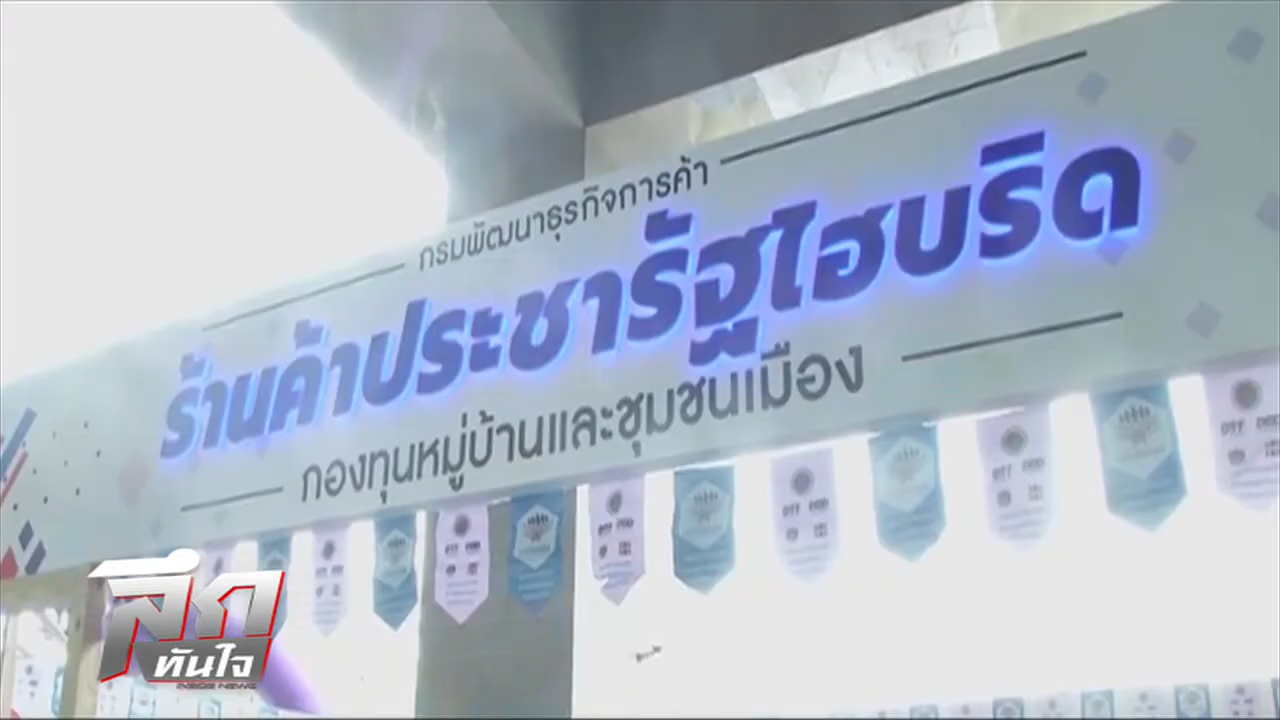 กรมพัฒนาธุรกิจการค้า
ร้านค้าประชารัฐไฮบริด
กองทุนหมู่บ้านและชุมชนเมือง
ลึก
ทันใจ
INSIDE NEWS